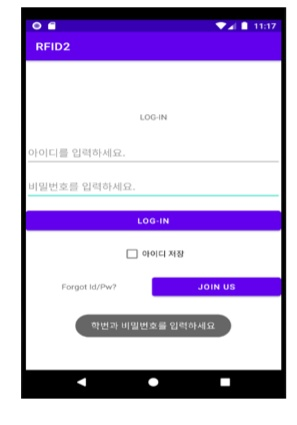 11:17
RFID2
LOG-IN
아이디를 입력하세요.
비밀번호를 입력하세요.
LOG-IN
아이디 저장
Forgot Id/Pw?
JOIN US
학번과 비밀번호를 입력하세요